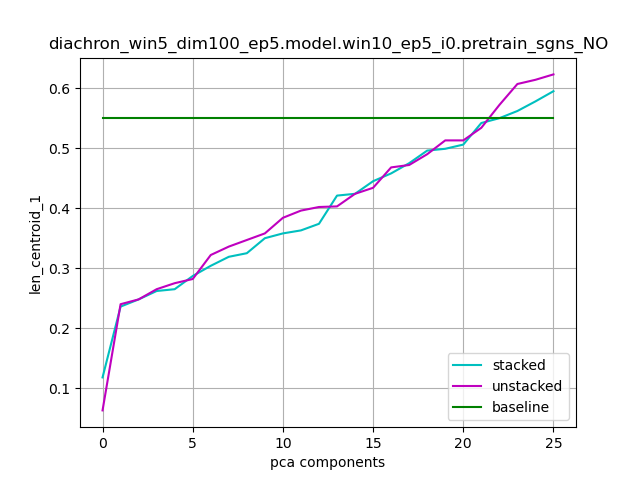 diachron_win5_dim100_ep5.model.win10_ep5_i0.pretrain_sgns_NO
len_centroid_1
0.6
0.5
0.4
0.3
0.2
0.1
stacked
unstacked
baseline
0 5 10 15 20 25
pca components